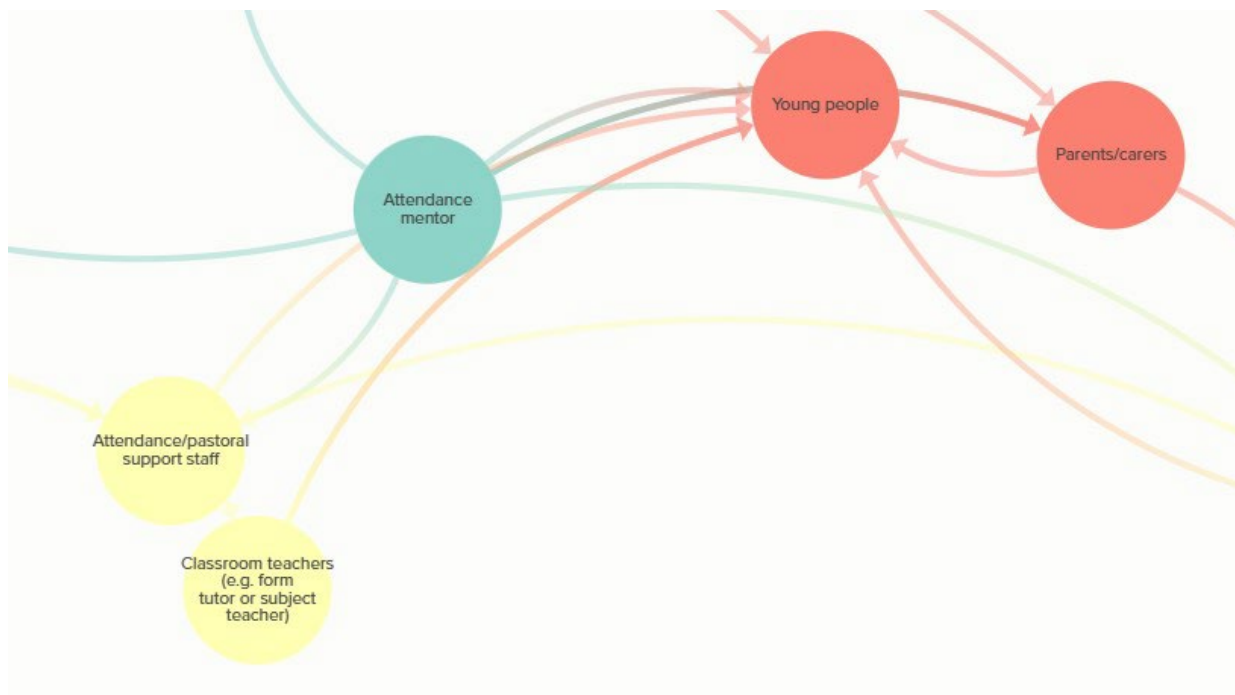 Young people
Parents/carers
Attendance
mentor
Attendance/pastoral
support staff
Classroom teachers
(e.g. form
tutor or subject
teacher)